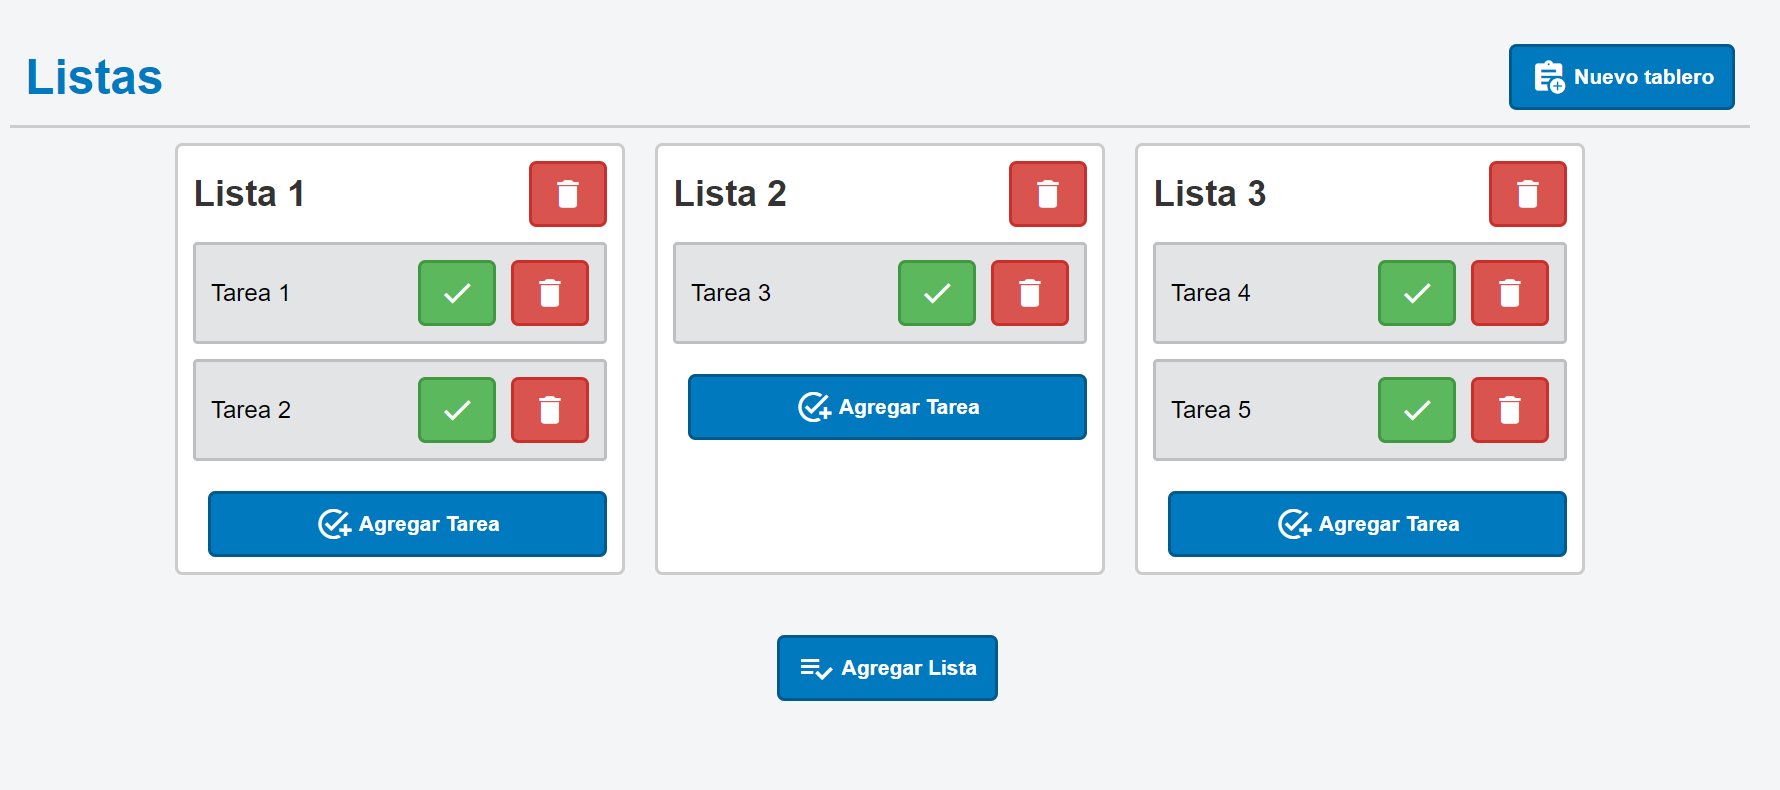 Listas
Nuevo tablero
Lista 1
Tarea 1
Tarea 2
Agregar Tarea
Lista 2
Tarea 3
Agregar Tarea
Lista 3
Tarea 4
Tarea 5
Agregar Tarea
Agregar Lista